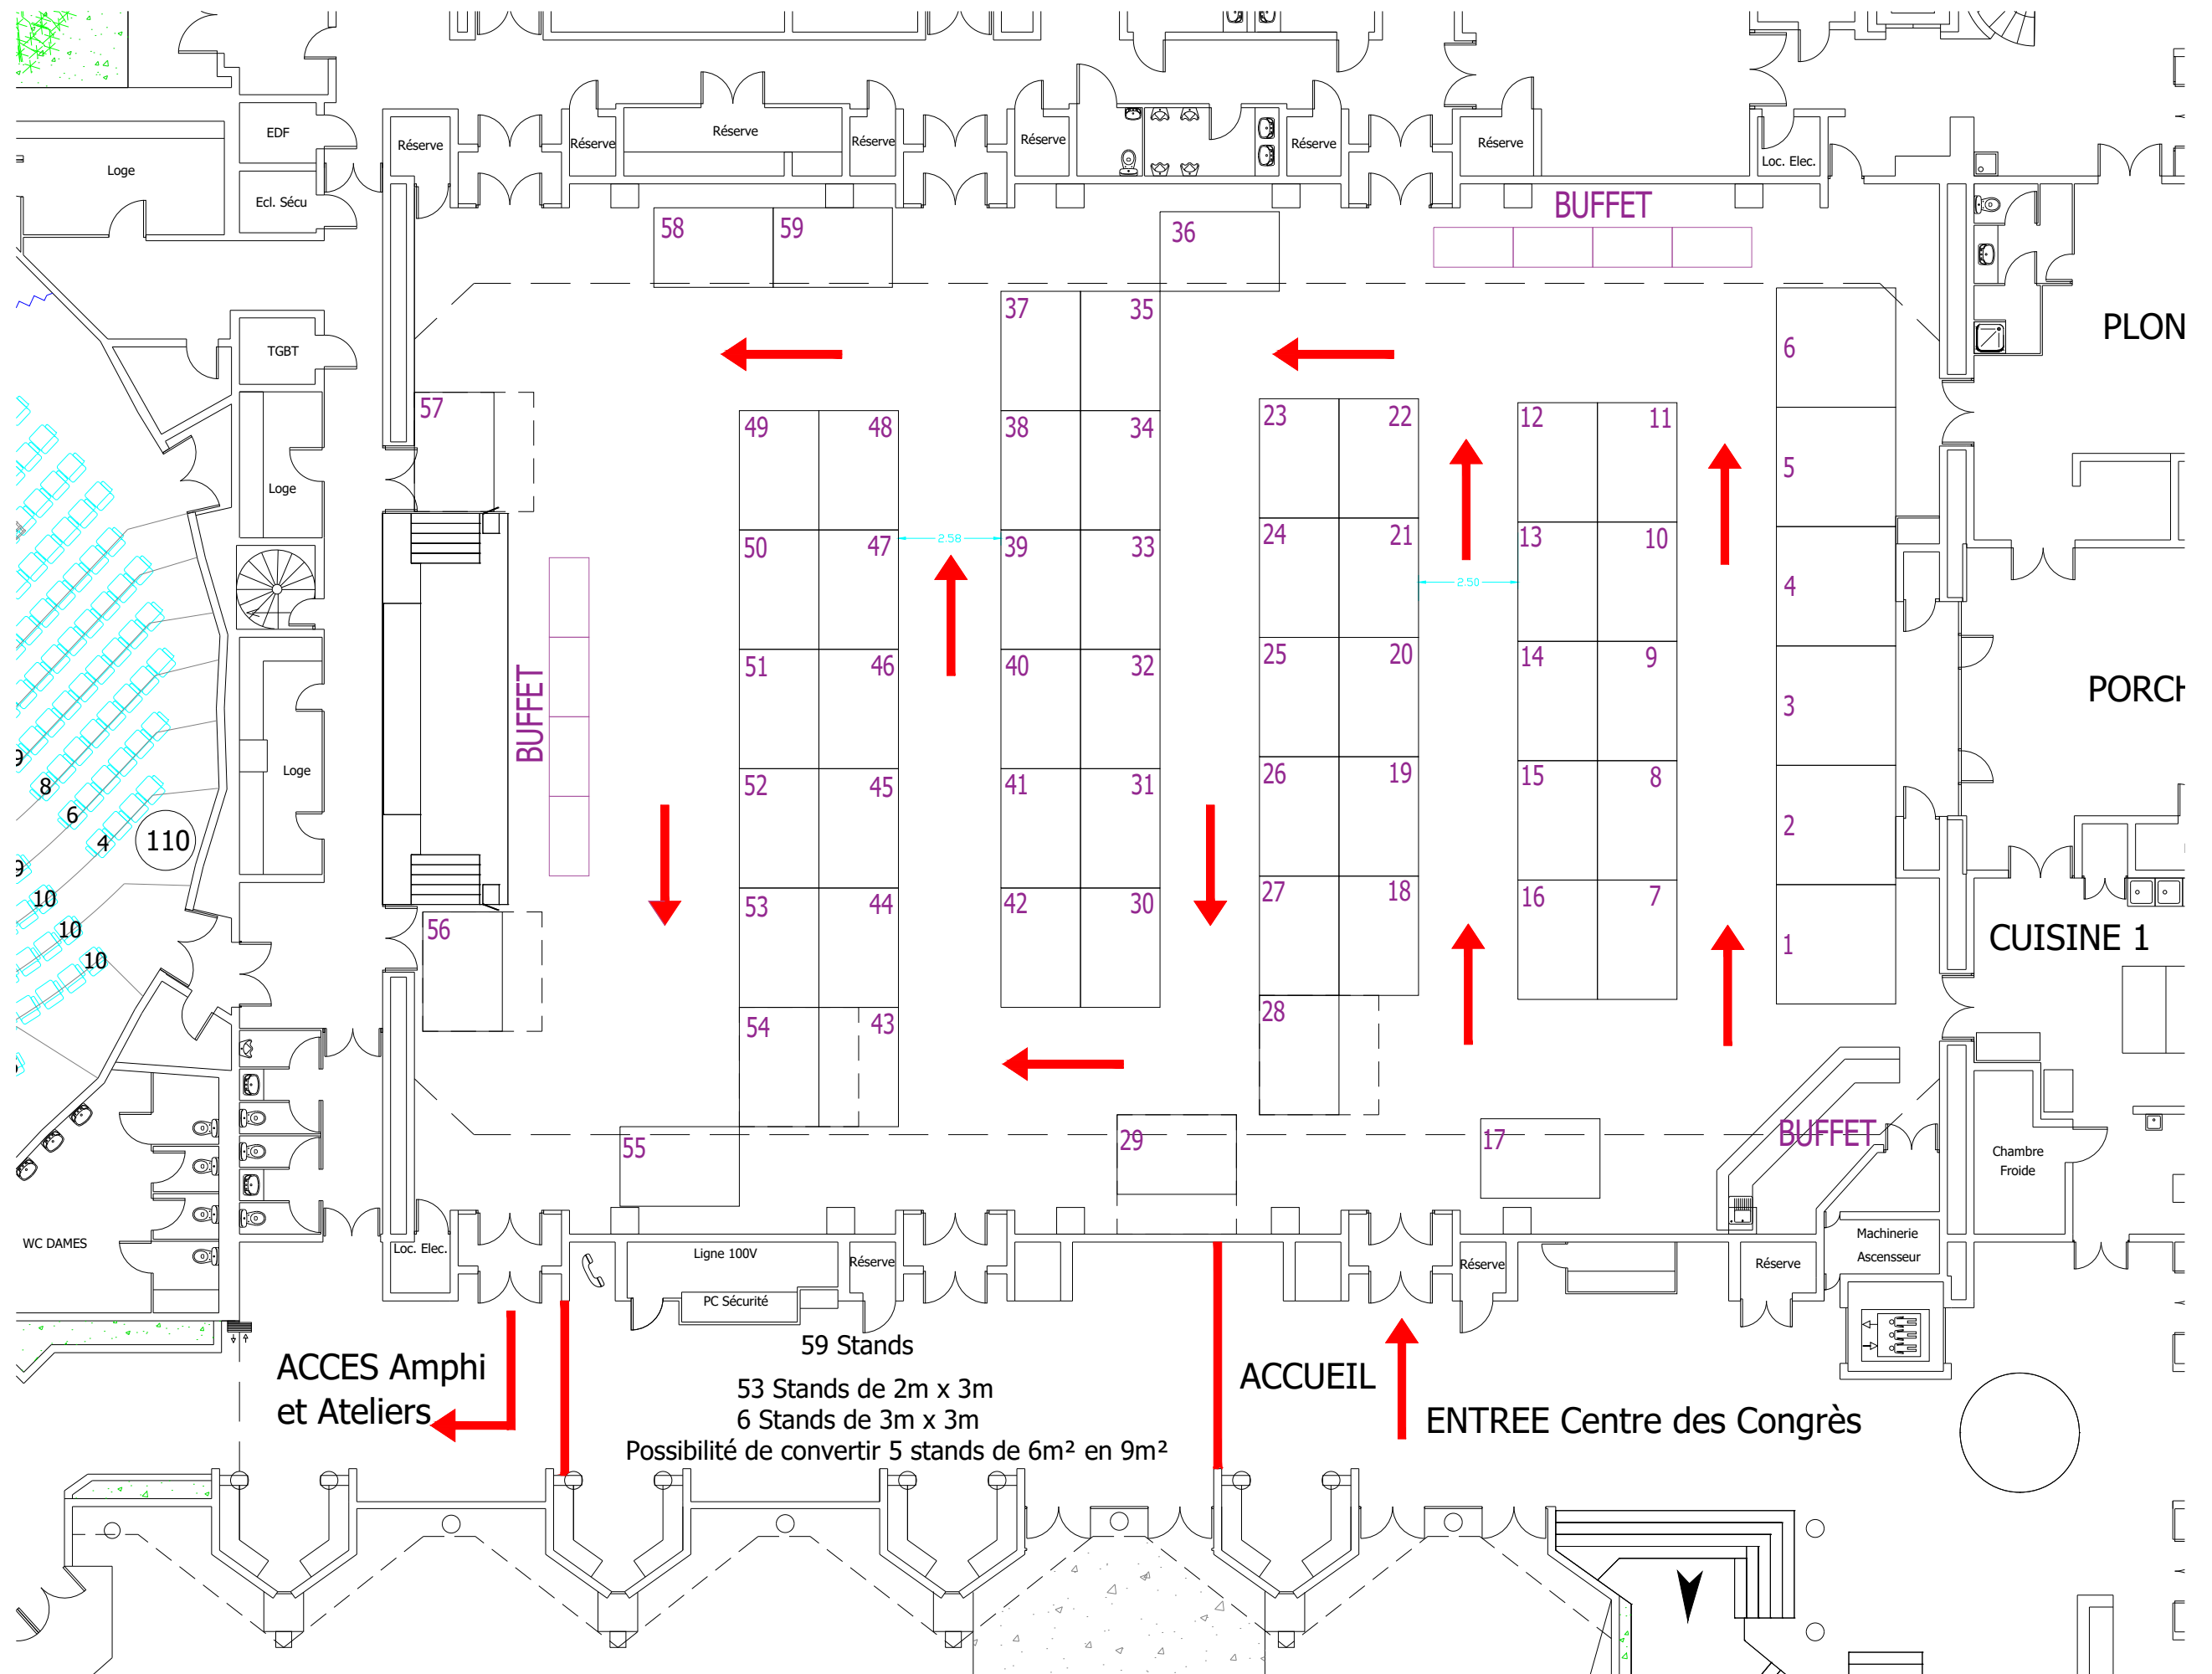 EDF
Loge
Ecl. Sécu
Réserve
Réserve
Réserve
Réserve
Réserve
Réserve
Réserve
Loc. Elec.
BUFFET
58
59
36
37
35
6
PLON
TGBT
57
49
48
38
34
23
22
12
11
5
Loge
50
47
2.58
39
33
24
21
13
10
2.50
4
51
46
40
32
25
20
14
9
3
PORCH
BUFFET
Loge
52
45
41
31
26
19
15
8
2
9
8
6
4
110
9
10
10
10
53
44
42
30
27
18
16
7
1
CUISINE 1
56
54
43
28
55
29
17
BUFFET
Chambre
Froide
WC DAMES
Loc. Elec.
Ligne 100V
Réserve
Réserve
Réserve
Machinerie
Ascensseur
PC Sécurité
59 Stands
53 Stands de 2m x 3m
6 Stands de 3m x 3m
Possibilité de convertir 5 stands de 6m² en 9m²
ACCES Amphi
et Ateliers
ACCUEIL
ENTREE Centre des Congrès